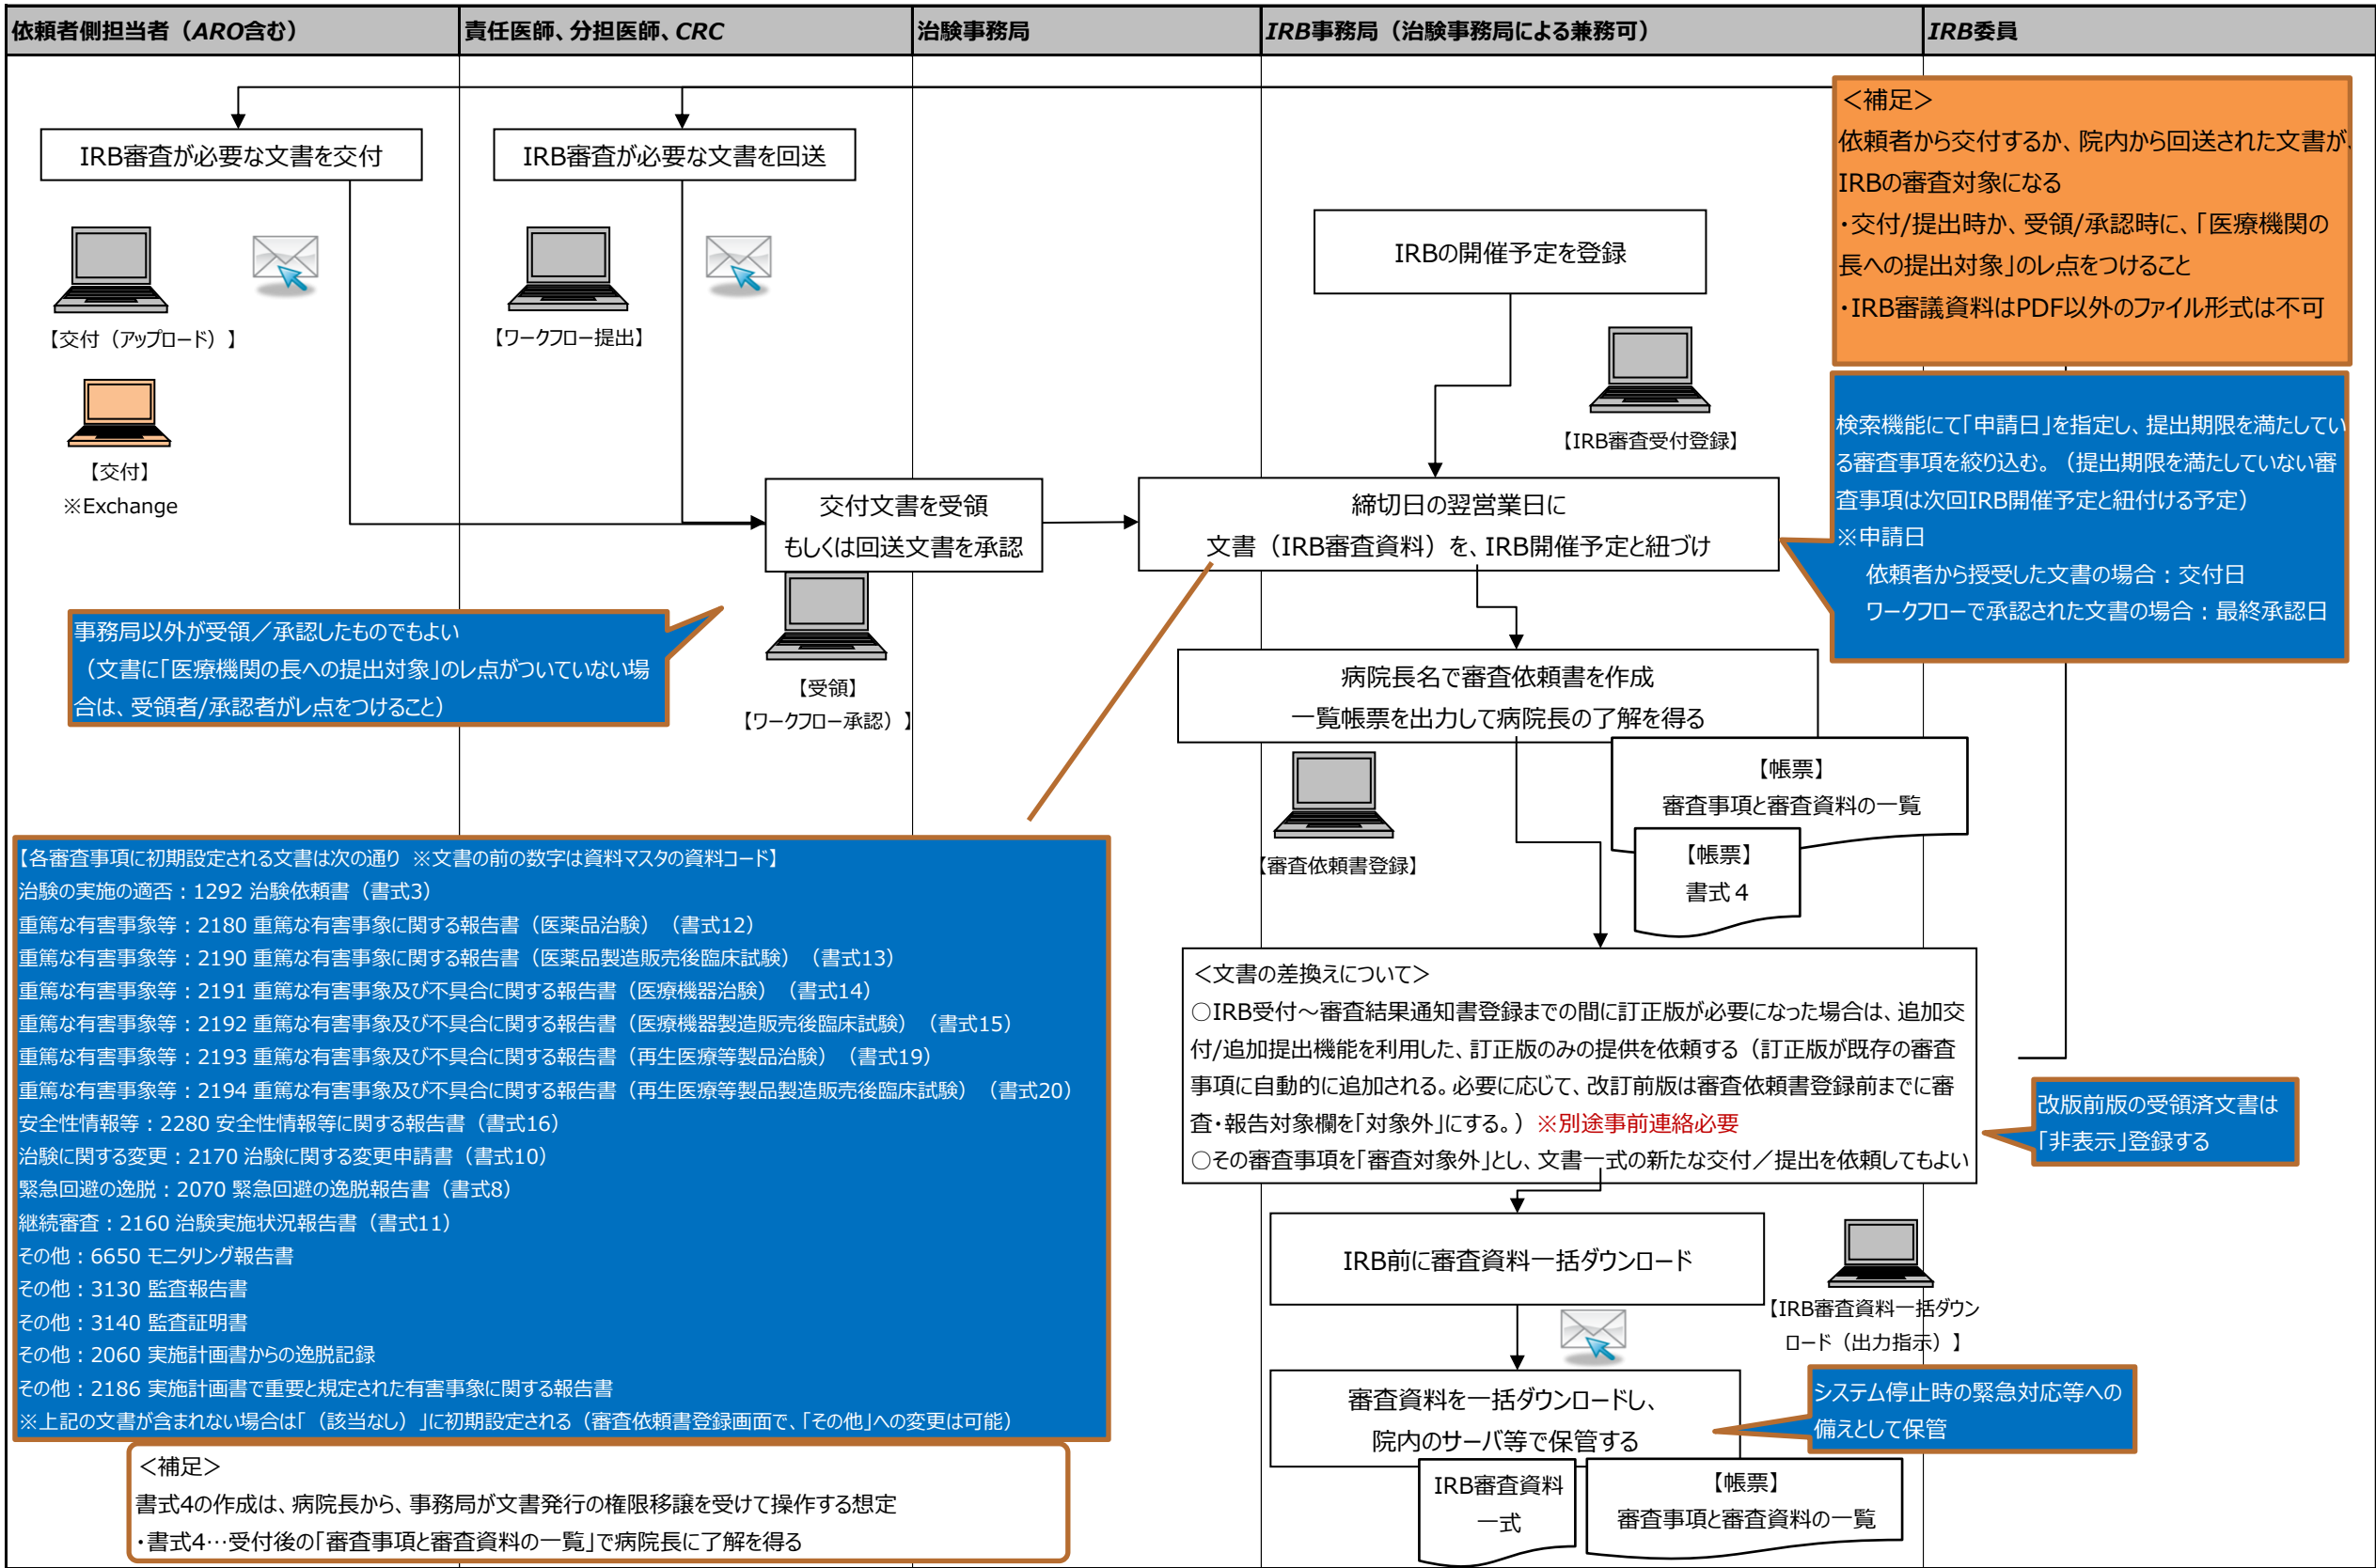 依頼者側担当者（ARO含む）
責任医師、分担医師、CRC
治験事務局
IRB事務局（治験事務局による兼務可）
IRB委員
IRB審査が必要な文書を交付
IRB審査が必要な文書を回送
【交付（アップロード）】
【ワークフロー提出】
【交付】
※Exchange
IRBの開催予定を登録
【IRB審査受付登録】
＜補足＞
依頼者から交付するか、院内から回送された文書が、
IRBの審査対象になる
・交付/提出時か、受領/承認時に、「医療機関の
長への提出対象」のレ点をつけること
・IRB審議資料はPDF以外のファイル形式は不可
検索機能にて「申請日」を指定し、提出期限を満たしてい
る審査事項を絞り込む。（提出期限を満たしていない審
査事項は次回IRB開催予定と紐付ける予定）
※申請日
依頼者から授受した文書の場合：交付日
ワークフローで承認された文書の場合：最終承認日
交付文書を受領
もしくは回送文書を承認
【受領】
【ワークフロー承認）】
締切日の翌営業日に
文書（IRB審査資料）を、IRB開催予定と紐づけ
事務局以外が受領／承認したものでもよい
（文書に「医療機関の長への提出対象」のレ点がついていない場
合は、受領者/承認者がレ点をつけること）
病院長名で審査依頼書を作成
一覧帳票を出力して病院長の了解を得る
【審査依頼書登録】
【帳票】
審査事項と審査資料の一覧
【帳票】
書式４
【各審査事項に初期設定される文書は次の通り ※文書の前の数字は資料マスタの資料コード】
治験の実施の適否：1292 治験依頼書（書式3）
重篤な有害事象等：2180 重篤な有害事象に関する報告書（医薬品治験）（書式12）
重篤な有害事象等：2190 重篤な有害事象に関する報告書（医薬品製造販売後臨床試験）（書式13）
重篤な有害事象等：2191 重篤な有害事象及び不具合に関する報告書（医療機器治験）（書式14）
重篤な有害事象等：2192 重篤な有害事象及び不具合に関する報告書（医療機器製造販売後臨床試験）（書式15）
重篤な有害事象等：2193 重篤な有害事象及び不具合に関する報告書（再生医療等製品治験）（書式19）
重篤な有害事象等：2194 重篤な有害事象及び不具合に関する報告書（再生医療等製品製造販売後臨床試験）（書式20）
安全性情報等：2280 安全性情報等に関する報告書（書式16）
治験に関する変更：2170 治験に関する変更申請書（書式10）
緊急回避の逸脱：2070 緊急回避の逸脱報告書（書式8）
継続審査：2160 治験実施状況報告書（書式11）
その他：6650 モニタリング報告書
その他：3130 監査報告書
その他：3140 監査証明書
その他：2060 実施計画書からの逸脱記録
その他：2186 実施計画書で重要と規定された有害事象に関する報告書
※上記の文書が含まれない場合は「（該当なし）」に初期設定される（審査依頼書登録画面で、「その他」への変更は可能）
＜文書の差換えについて＞
○IRB受付～審査結果通知書登録までの間に訂正版が必要になった場合は、追加交
付/追加提出機能を利用した、訂正版のみの提供を依頼する（訂正版が既存の審査
事項に自動的に追加される。必要に応じて、改訂前版は審査依頼書登録前までに審
査・報告対象欄を「対象外」にする。）※別途事前連絡必要
○その審査事項を「審査対象外」とし、文書一式の新たな交付／提出を依頼してもよい
改版前版の受領済文書は
「非表示」登録する
IRB前に審査資料一括ダウンロード
【IRB審査資料一括ダウン
ロード（出力指示）】
審査資料を一括ダウンロードし、
院内のサーバ等で保管する
システム停止時の緊急対応等への
備えとして保管
IRB審査資料
一式
【帳票】
審査事項と審査資料の一覧
＜補足＞
書式4の作成は、病院長から、事務局が文書発行の権限移譲を受けて操作する想定
・書式4…受付後の「審査事項と審査資料の一覧」で病院長に了解を得る